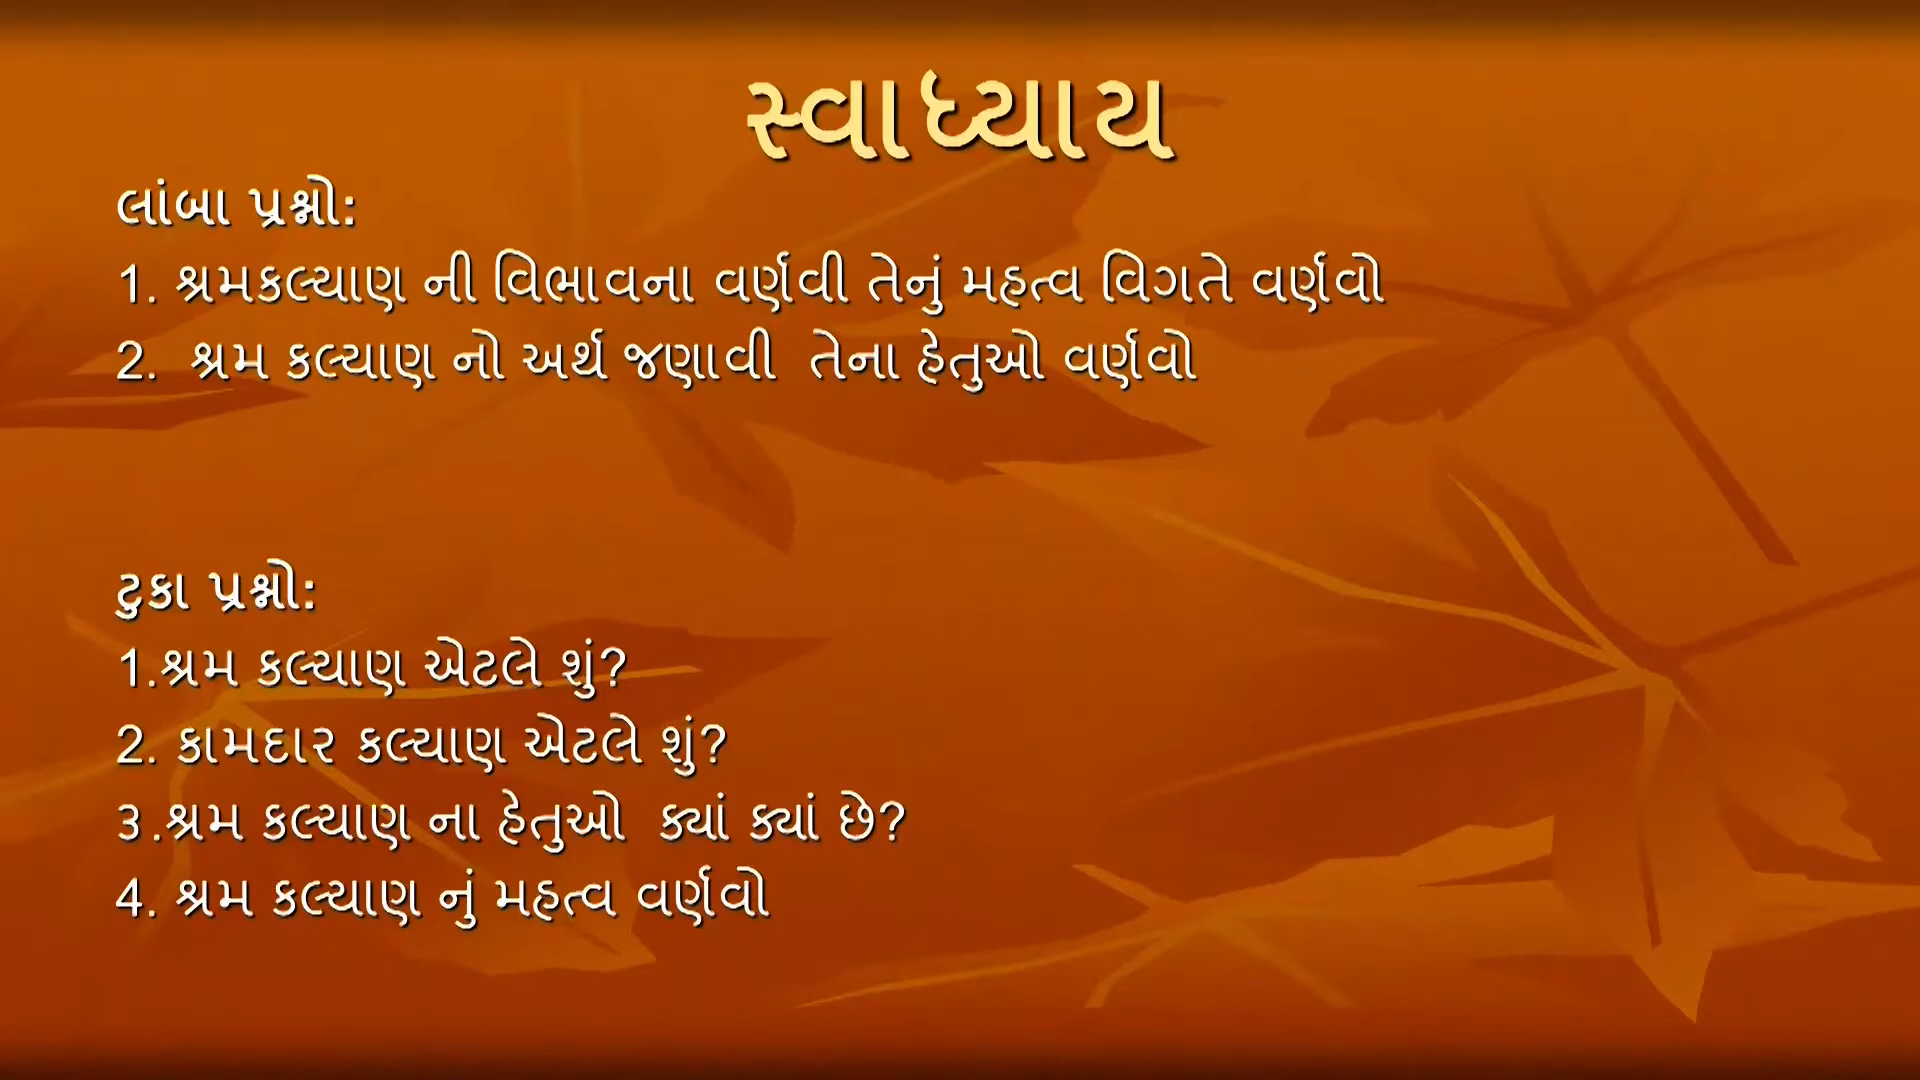 સ્વાધ્યાય
લાંબા પ્રશ્નો:
1. શ્રમકલ્યાણ ની વિભાવના વર્ણવી તેનું મહત્વ વિગતે વર્ણવો
2. શ્રમ કલ્યાણ નો અર્થ જણાવી તેના હેતુઓ વર્ણવો
ટુકા પ્રશ્નો:
1.શ્રમ કલ્યાણ એટલે શું?
2. કામદાર કલ્યાણ એટલે શું?
૩.શ્રમ કલ્યાણ ના હેતુઓ ક્યાં ક્યાં છે?
4. શ્રમ કલ્યાણ નું મહત્વ વર્ણવો